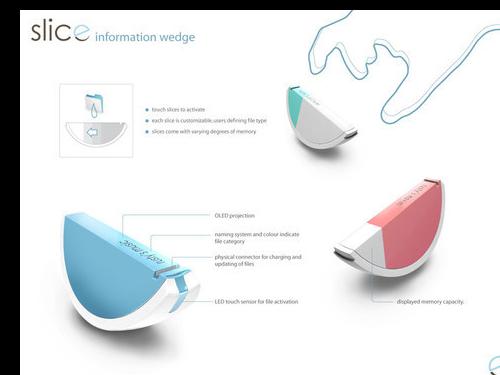 slice information wedge
touch slices to activate
each slice is customizable,users defining file type
slices come with varying degrees of memory
OLED projection
naming system and colour indicate
file category
physical connector for charging and
updating of files
LED touch sensor for file activation
displayed memory capacity.